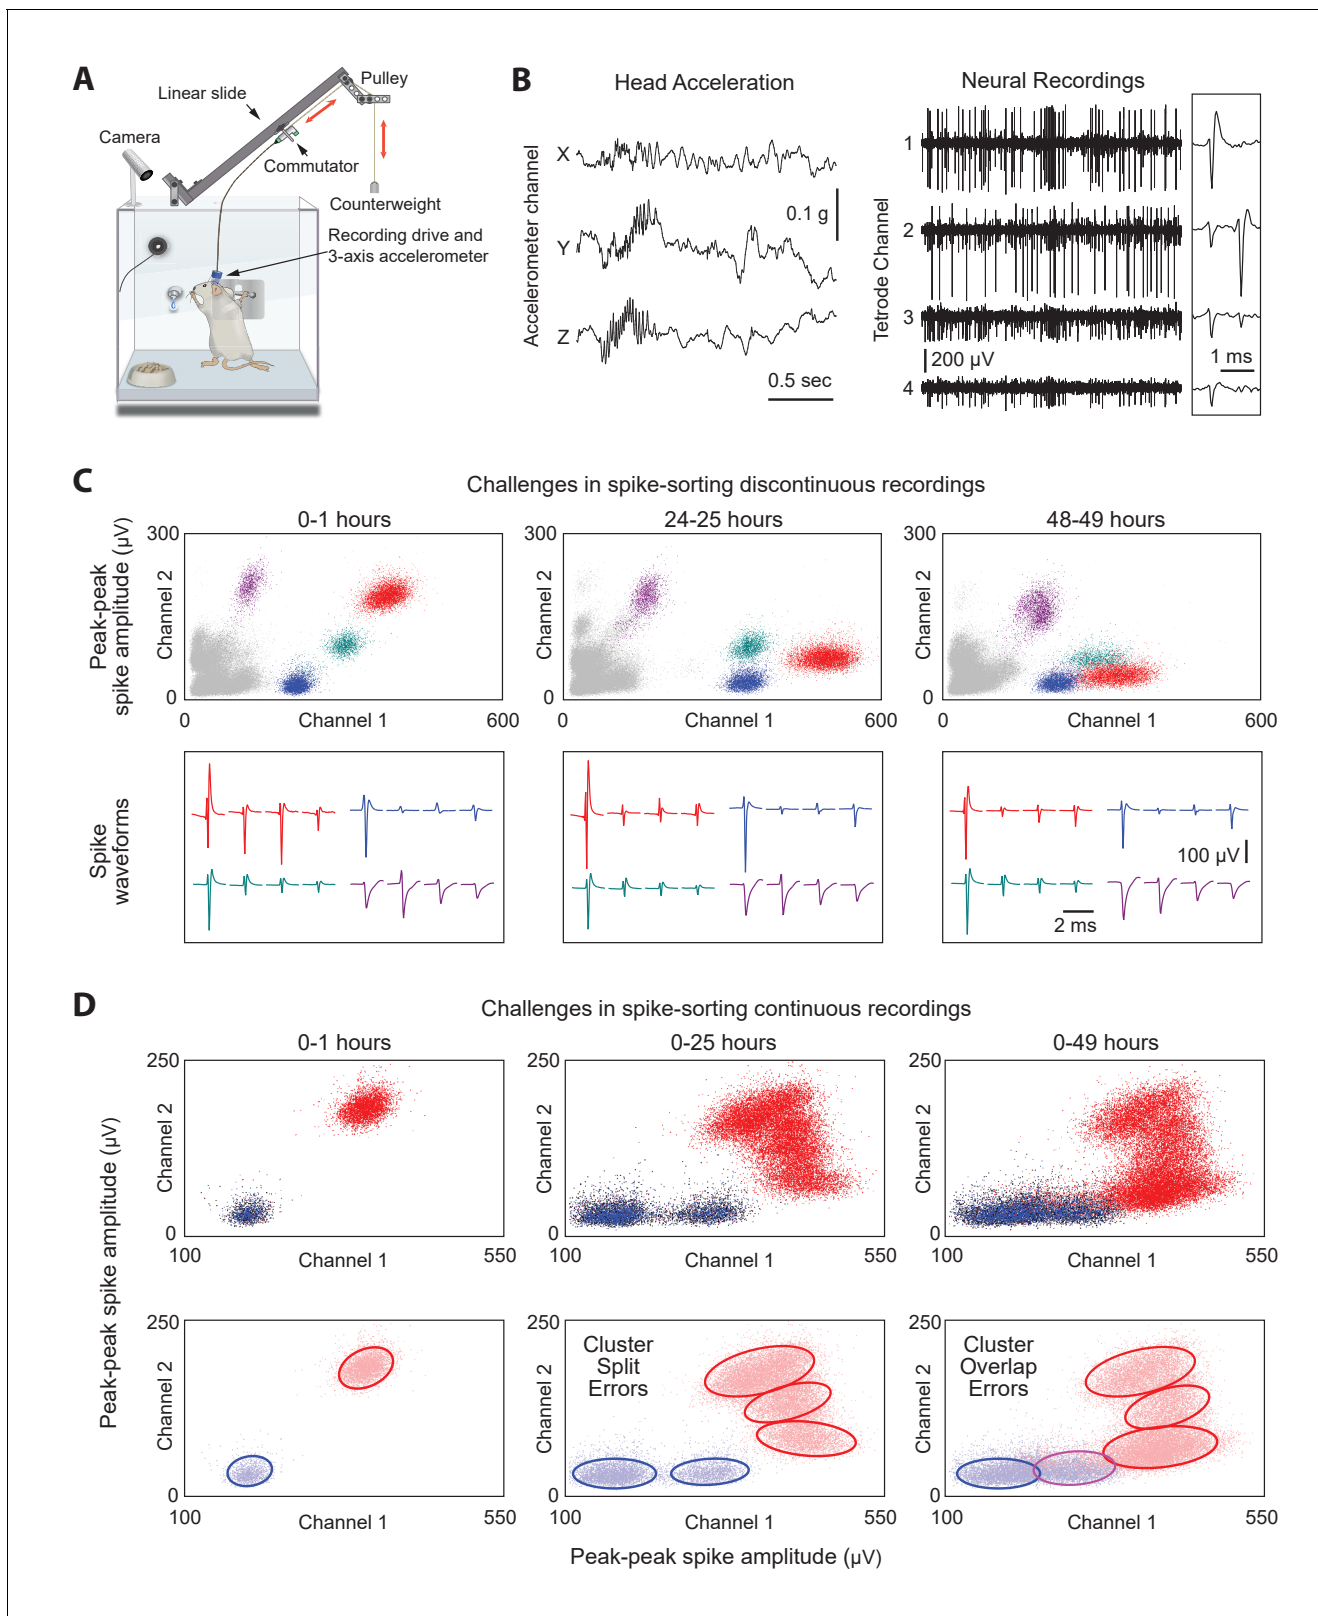 A
Pulley
Linear slide
Camera
Commutator
Counterweight
Recording drive and
3-axis accelerometer
B
Head Acceleration
Neural Recordings
Accelerometer channel
X
Y
Z
0.1 g
0.5 sec
Tetrode Channel
1
2
3
4
200 µV
1 ms
C
Challenges in spike-sorting discontinuous recordings
0-1 hours
24-25 hours
48-49 hours
Peak-peak
spike amplitude (µV)
300
Channel 2
0
0
Channel 1
600
Channel 2
0
Channel 1
600
Channel 2
0
Channel 1
600
Spike
waveforms
100 µV
2 ms
D
Challenges in spike-sorting continuous recordings
0-1 hours
0-25 hours
0-49 hours
Peak-peak spike amplitude (µV)
250
Channel 2
0
100
Channel 1
550
250
Channel 2
0
100
Channel 1
550
250
Channel 2
0
100
Channel 1
550
250
Channel 2
0
100
Channel 1
550
250
Channel 2
0
Cluster
Split
Errors
100
Channel 1
550
250
Channel 2
0
Cluster
Overlap
Errors
100
Channel 1
550
Peak-peak spike amplitude (µV)